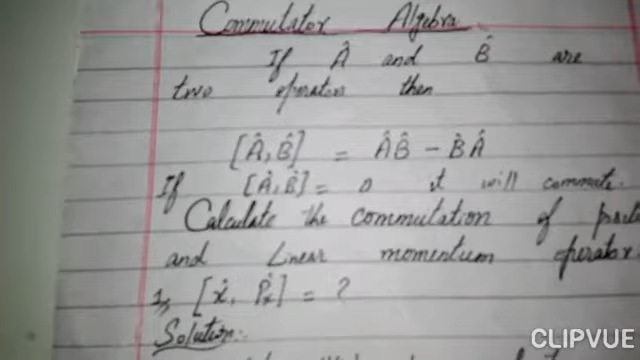 Commutator Algebra
If Â and B̂ are
two operators then
[Â, B̂] = ÂB̂ - B̂Â
If [Â, B̂] = 0 it will commute.
Calculate the commutation of
and Linear momentum operator.
1, [x̂, P̂x] = ?
Solution:
CLIPVUE